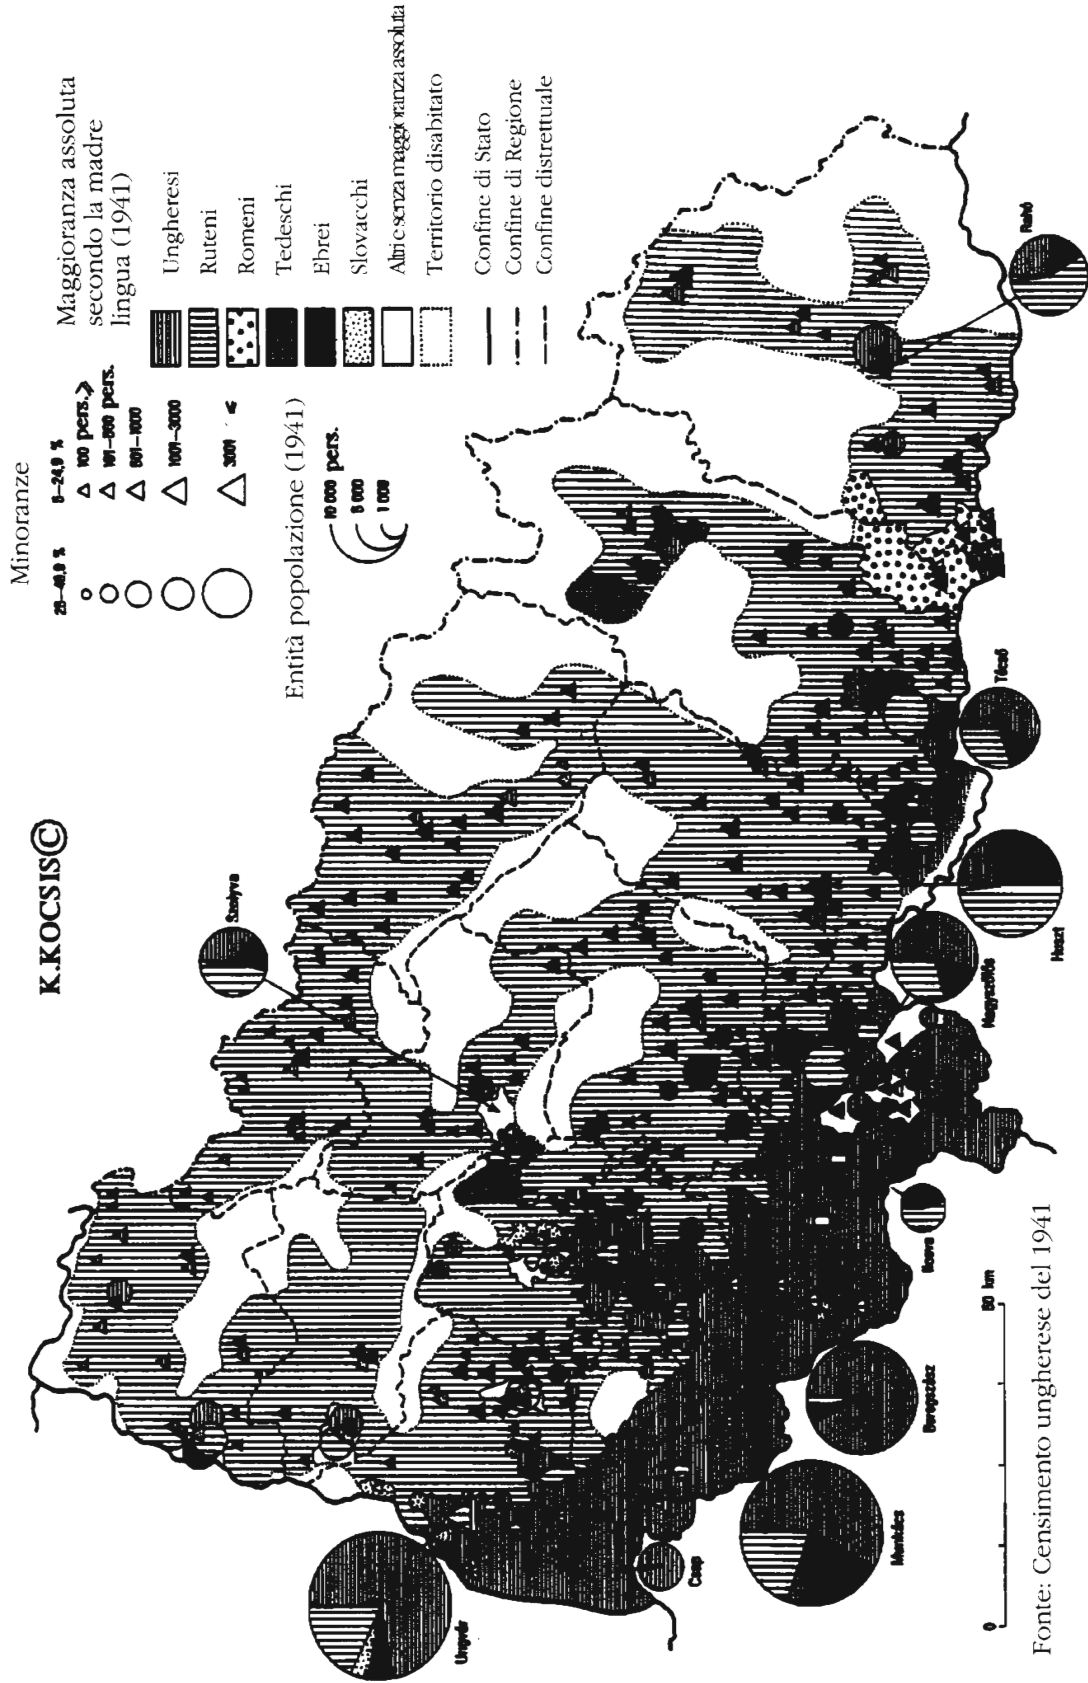 K.KOCSIS©
Minoranze
25–49,9 %
5–24,9 %
100 pers.≥
101–500 pers.
501–1000
1001–3000
3001
Maggioranza assoluta
secondo la madre
lingua (1941)
Ungheresi
Ruteni
Romeni
Tedeschi
Ebrei
Slovacchi
Altri e senza maggioranza assoluta
Territorio disabitato
Confine di Stato
Confine di Regione
Confine distrettuale
Entità popolazione (1941)
10 000 pers.
5 000
1 000
Szolyva
Rahó
Técső
Huszt
Nagyszőllős
Ilosva
Beregszász
Munkács
Csap
Ungvár
0
50 km
Fonte: Censimento ungherese del 1941